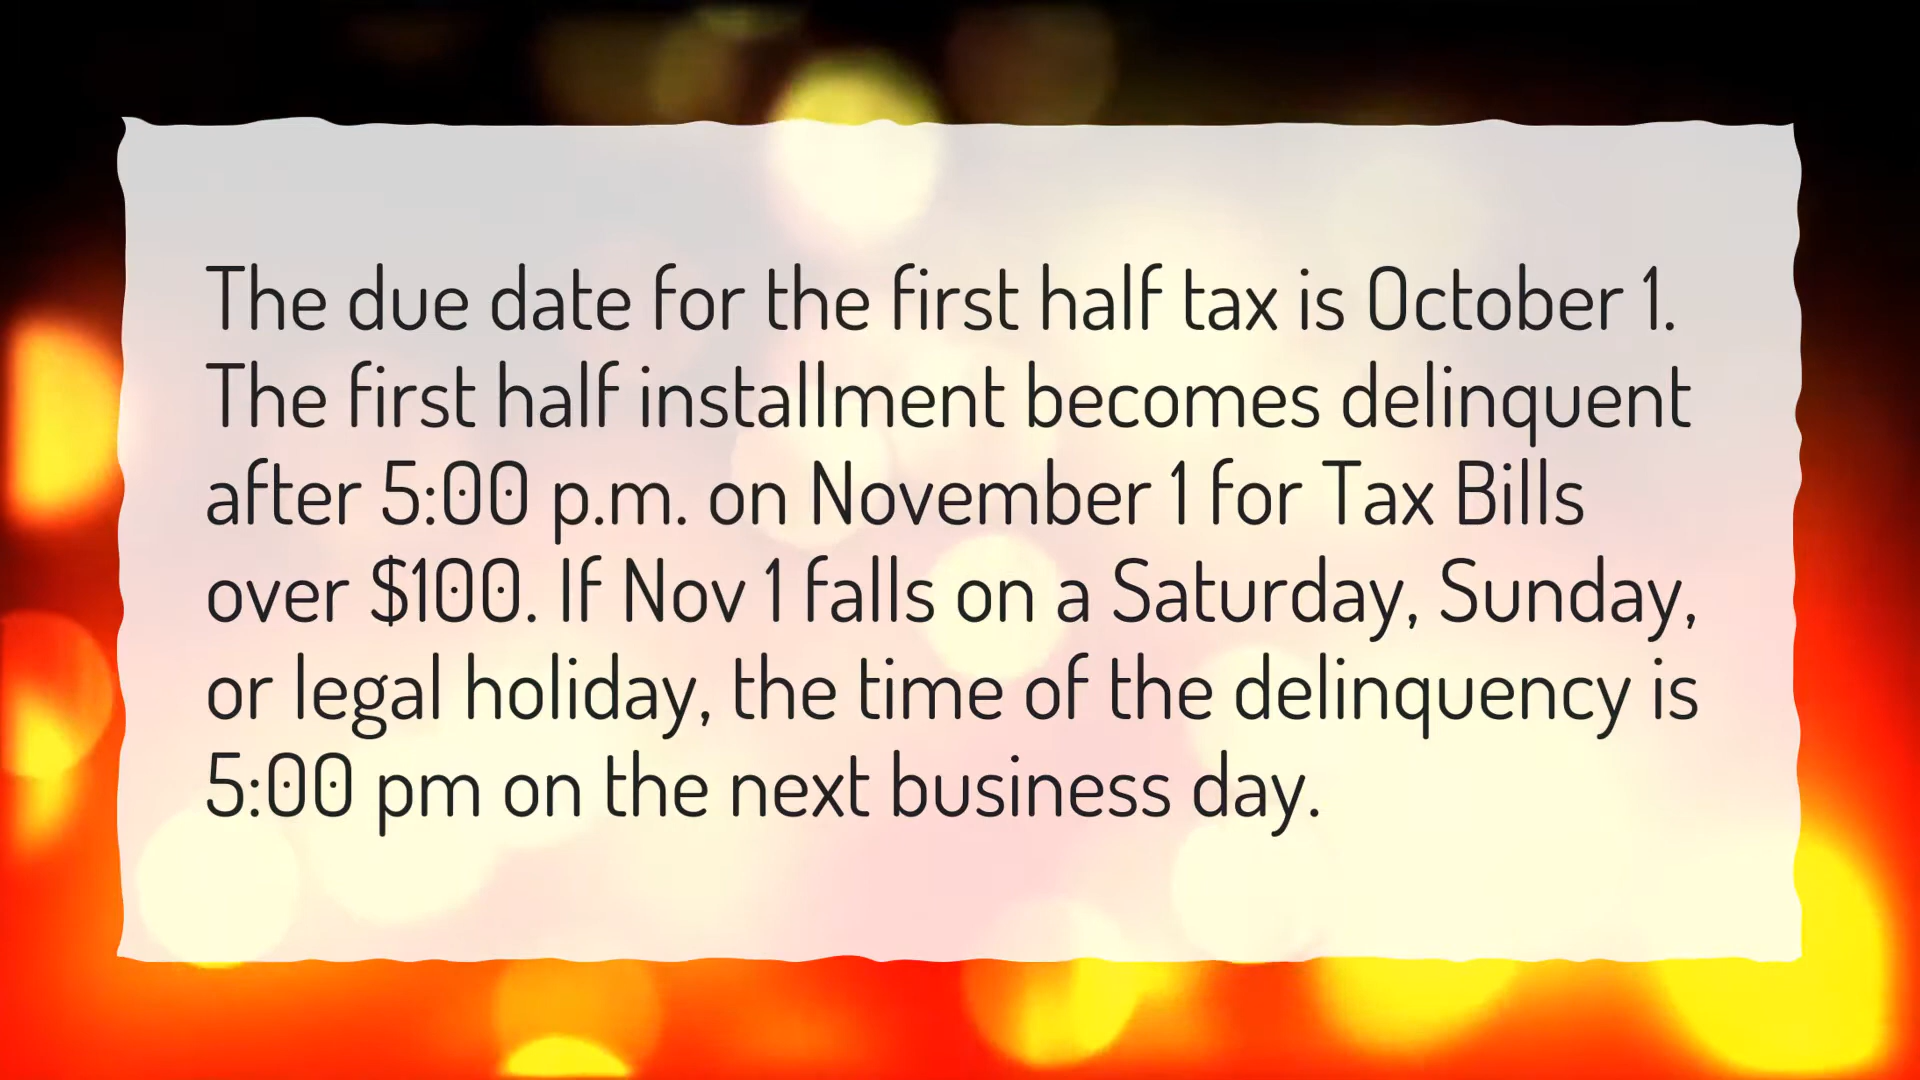 The due date for the first half tax is October 1.
The first half installment becomes delinquent
after 5:00 p.m. on November 1 for Tax Bills
over $100. If Nov 1 falls on a Saturday, Sunday,
or legal holiday, the time of the delinquency is
5:00 pm on the next business day.